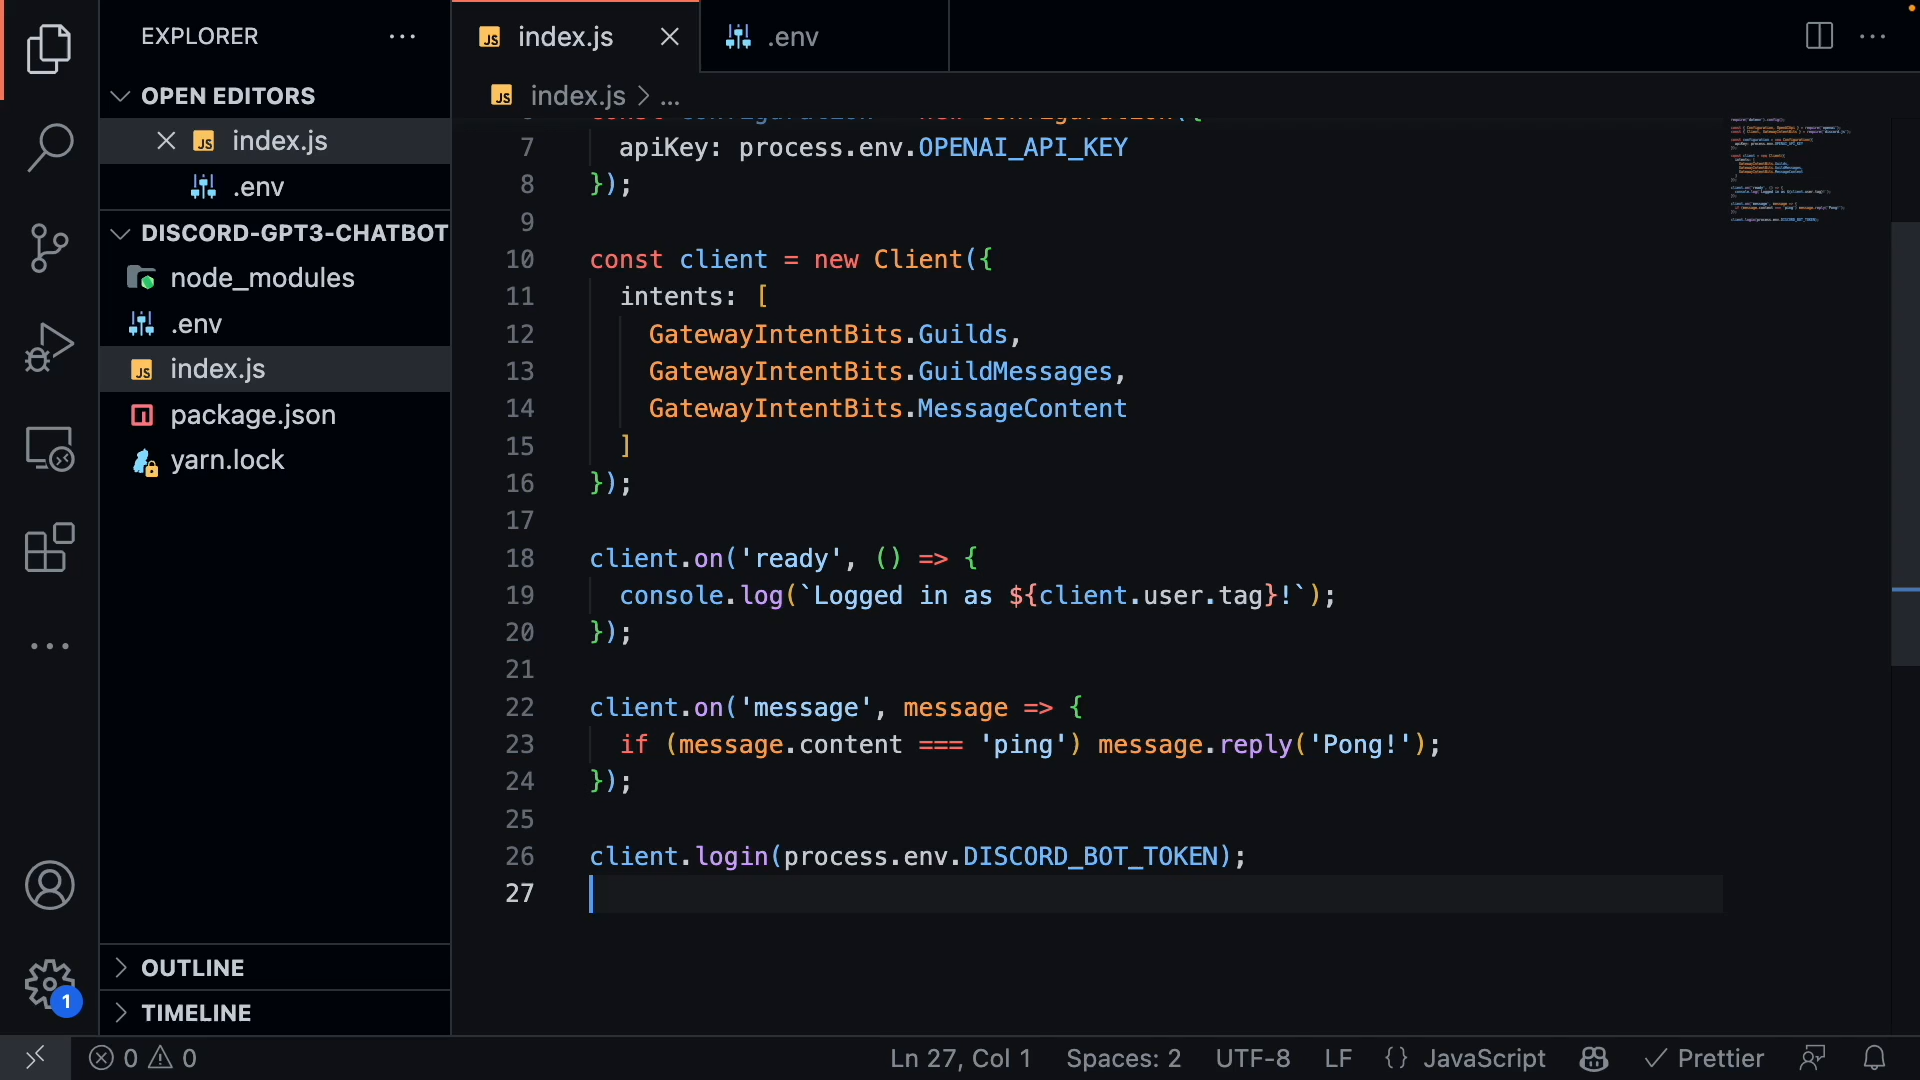 EXPLORER
OPEN EDITORS
index.js
.env
DISCORD-GPT3-CHATBOT
node_modules
.env
index.js
package.json
yarn.lock
OUTLINE
TIMELINE
1
index.js
.env
index.js > ...
7 apiKey: process.env.OPENAI_API_KEY
8 });
9
10 const client = new Client({
11 intents: [
12 GatewayIntentBits.Guilds,
13 GatewayIntentBits.GuildMessages,
14 GatewayIntentBits.MessageContent
15 ]
16 });
17
18 client.on('ready', () => {
19 console.log(`Logged in as ${client.user.tag}!`);
20 });
21
22 client.on('message', message => {
23 if (message.content === 'ping') message.reply('Pong!');
24 });
25
26 client.login(process.env.DISCORD_BOT_TOKEN);
27
0 0
Ln 27, Col 1
Spaces: 2
UTF-8
LF
{} JavaScript
Prettier